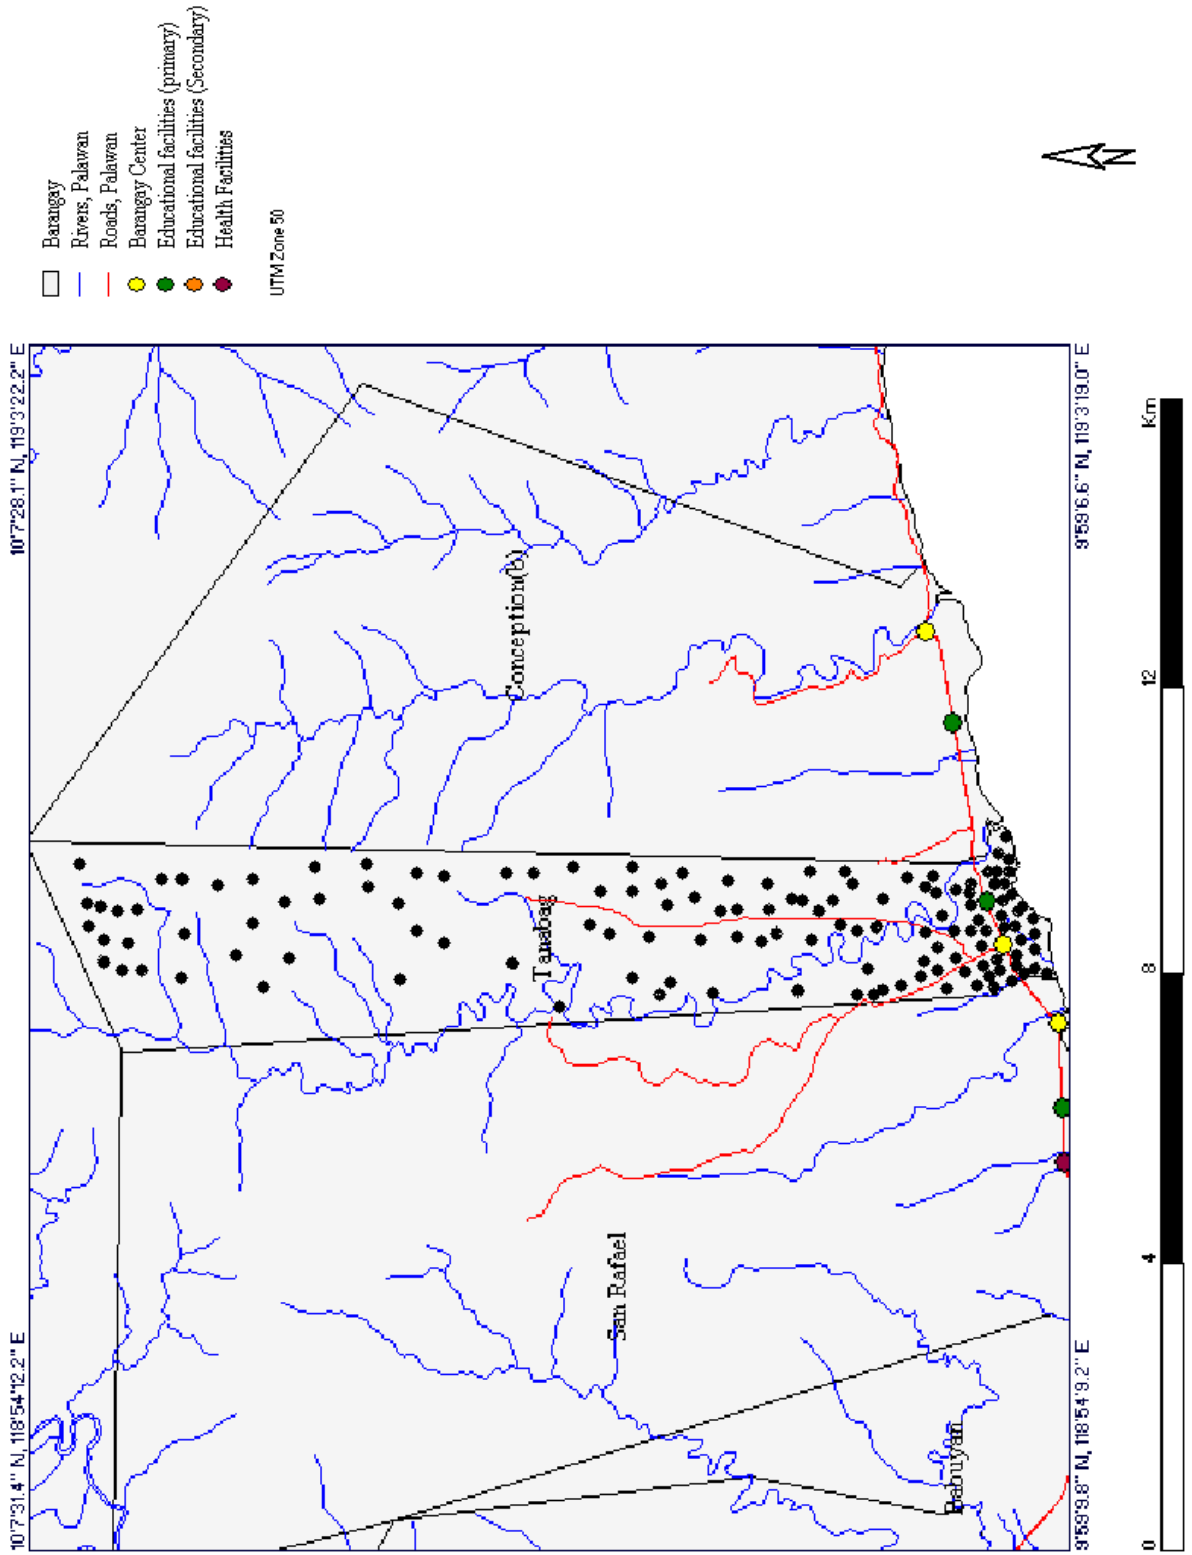 10°7'31.4" N, 118°54'12.2" E
10°7'28.1" N, 119°3'22.2" E
Barangay
Rivers, Palawan
Roads, Palawan
Barangay Center
Educational facilities (primary)
Educational facilities (Secondary)
Health Facilities
UTM Zone 50
Conception(b)
Tanabag
San Rafael
Babuyan
9°59'9.8" N, 118°54'9.2" E
9°59'6.6" N, 119°3'19.0" E
N
0 4 8 12 Km